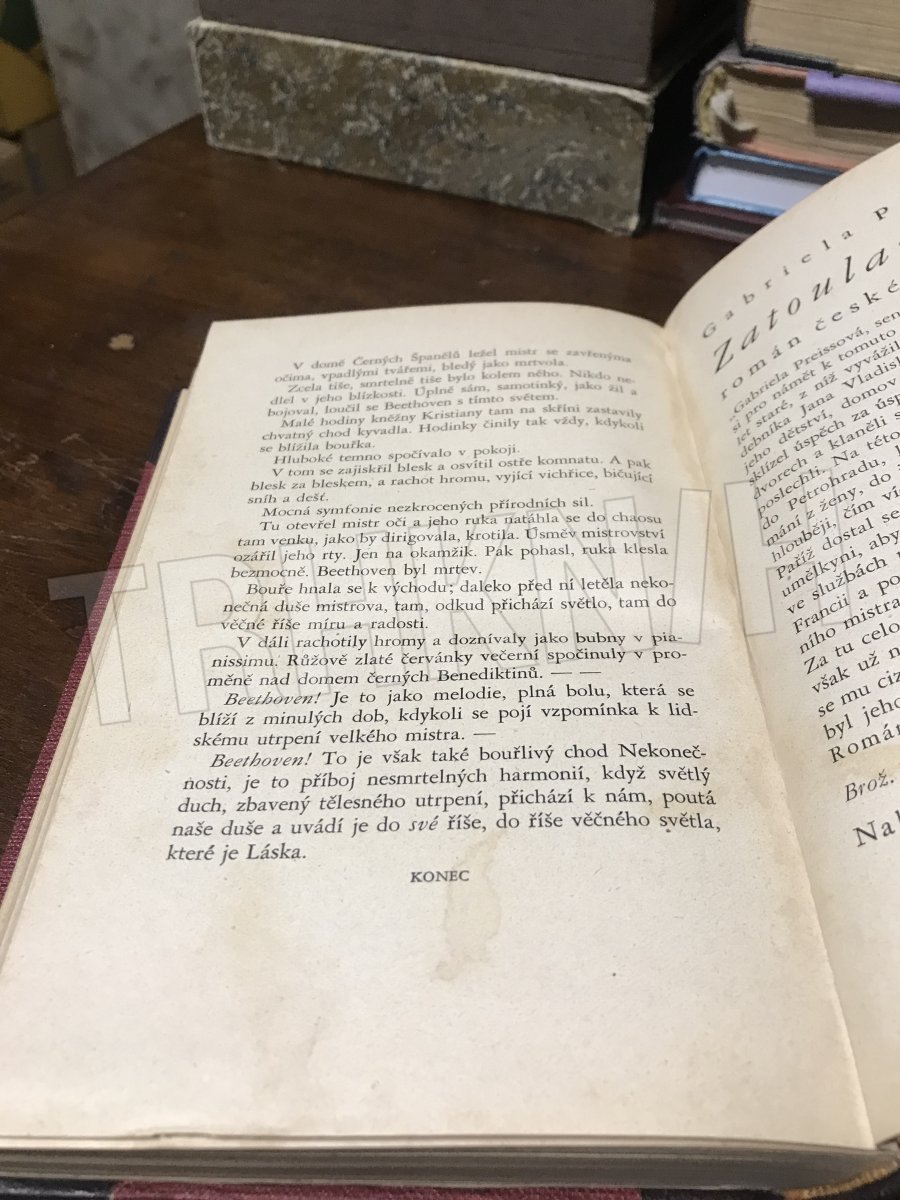 V domě Černých Španělů ležel mistr se zavřenýma
očima, vpadlými tvářemi, bledý jako mrtvola.
Zcela tiše, smrtelně tiše bylo kolem něho. Nikdo ne-
dlel v jeho blízkosti. Úplně sám, samotinký, jako žil a
bojoval, loučil se Beethoven s tímto světem.
Malé hodiny kněžny Kristiany tam na skříni zastavily
chvatný chod kyvadla. Hodinky činily tak vždy, kdykoli
se blížila bouřka.
Hluboké temno spočívalo v pokoji.
V tom se zajiskřil blesk a osvítil ostře komnatu. A pak
blesk za bleskem, a rachot hromu, vyjící vichřice, bičující
sníh a dešť.
Mocná symfonie nezkrocených přírodních sil.
Tu otevřel mistr oči a jeho ruka natáhla se do chaosu
tam venku, jako by dirigovala, krotila. Úsměv mistrovství
ozářil jeho rty. Jen na okamžik. Pak pohasl, ruka klesla
bezmocně. Beethoven byl mrtev.
Bouře hnala se k východu; daleko před ní letěla neko-
nečná duše mistrova, tam, odkud přichází světlo, tam do
věčné říše míru a radosti.
V dáli rachotily hromy a doznívaly jako bubny v pia-
nissimu. Růžově zlaté červánky večerní spočinuly v pro-
měně nad domem černých Benediktinů. — —
Beethoven! Je to jako melodie, plná bolu, která se
blíží z minulých dob, kdykoli se pojí vzpomínka k lid-
skému utrpení velkého mistra. —
Beethoven! To je však také bouřlivý chod Nekoneč-
nosti, je to příboj nesmrtelných harmonií, když světlý
duch, zbavený tělesného utrpení, přichází k nám, poutá
naše duše a uvádí je do své říše, do říše věčného světla,
které je Láska.
KONEC
Gabriela P
Zatoula
román české
„Gabriela Preissová, sen
si pro námět k tomuto
let staré, z níž vyvážil
debníka Jana Vladisl
jeho dětství, domov
sklízel úspěch za úsp
dvorech a klaněli s
poslechli. Na této
do Petrohradu,
mání z ženy, do
hlouběji, čím ví
Paříž dostal se
umělkyni, aby
ve službách
Francii a po
ního mistra
Za tu celo
však už n
se mu ciz
byl jeho
Román
Brož.
Nal